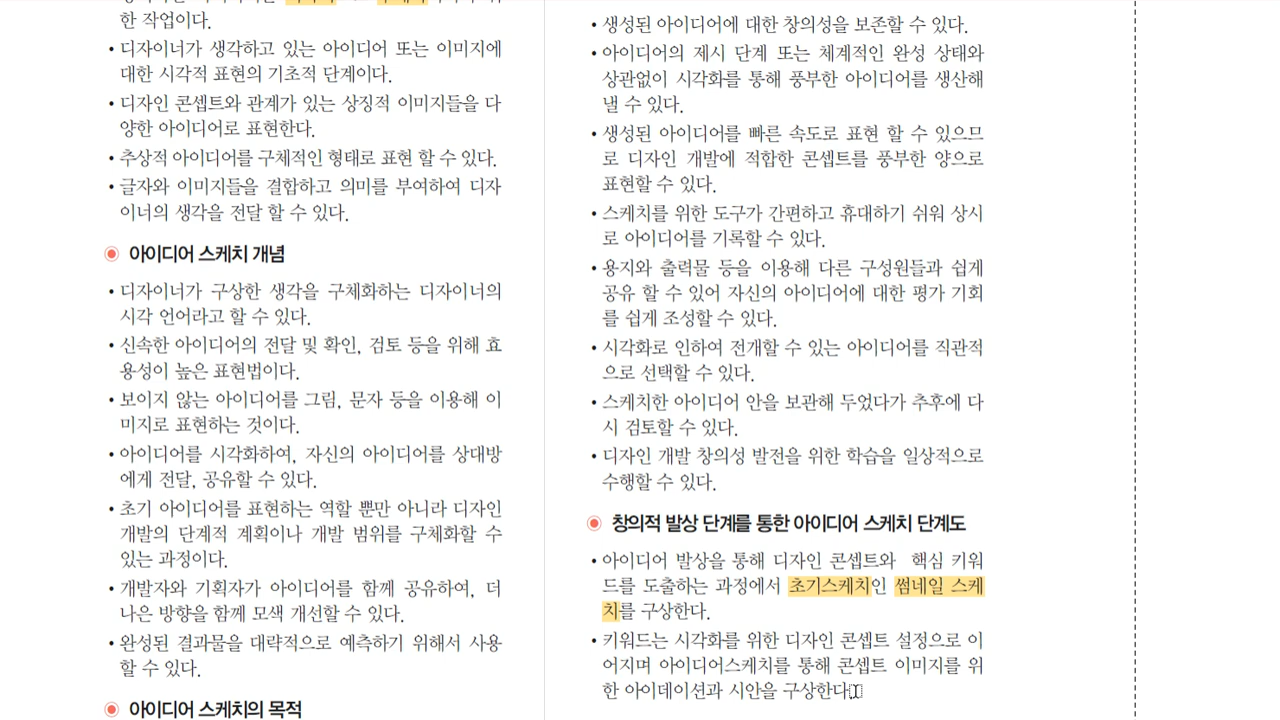 한 작업이다.
• 디자이너가 생각하고 있는 아이디어 또는 이미지에
대한 시각적 표현의 기초적 단계이다.
• 디자인 콘셉트와 관계가 있는 상징적 이미지들을 다
양한 아이디어로 표현한다.
• 추상적 아이디어를 구체적인 형태로 표현 할 수 있다.
• 글자와 이미지들을 결합하고 의미를 부여하여 디자
이너의 생각을 전달 할 수 있다.
아이디어 스케치 개념
• 디자이너가 구상한 생각을 구체화하는 디자이너의
시각 언어라고 할 수 있다.
• 신속한 아이디어의 전달 및 확인, 검토 등을 위해 효
용성이 높은 표현법이다.
• 보이지 않는 아이디어를 그림, 문자 등을 이용해 이
미지로 표현하는 것이다.
• 아이디어를 시각화하여, 자신의 아이디어를 상대방
에게 전달, 공유할 수 있다.
• 초기 아이디어를 표현하는 역할 뿐만 아니라 디자인
개발의 단계적 계획이나 개발 범위를 구체화할 수
있는 과정이다.
• 개발자와 기획자가 아이디어를 함께 공유하여, 더
나은 방향을 함께 모색 개선할 수 있다.
• 완성된 결과물을 대략적으로 예측하기 위해서 사용
할 수 있다.
아이디어 스케치의 목적
• 생성된 아이디어에 대한 창의성을 보존할 수 있다.
• 아이디어의 제시 단계 또는 체계적인 완성 상태와
상관없이 시각화를 통해 풍부한 아이디어를 생산해
낼 수 있다.
• 생성된 아이디어를 빠른 속도로 표현 할 수 있으므
로 디자인 개발에 적합한 콘셉트를 풍부한 양으로
표현할 수 있다.
• 스케치를 위한 도구가 간편하고 휴대하기 쉬워 상시
로 아이디어를 기록할 수 있다.
• 용지와 출력물 등을 이용해 다른 구성원들과 쉽게
공유 할 수 있어 자신의 아이디어에 대한 평가 기회
를 쉽게 조성할 수 있다.
• 시각화로 인하여 전개할 수 있는 아이디어를 직관적
으로 선택할 수 있다.
• 스케치한 아이디어 안을 보관해 두었다가 추후에 다
시 검토할 수 있다.
• 디자인 개발 창의성 발전을 위한 학습을 일상적으로
수행할 수 있다.
창의적 발상 단계를 통한 아이디어 스케치 단계도
• 아이디어 발상을 통해 디자인 콘셉트와 핵심 키워
드를 도출하는 과정에서 초기스케치인 썸네일 스케
치를 구상한다.
• 키워드는 시각화를 위한 디자인 콘셉트 설정으로 이
어지며 아이디어스케치를 통해 콘셉트 이미지를 위
한 아이데이션과 시안을 구상한다.